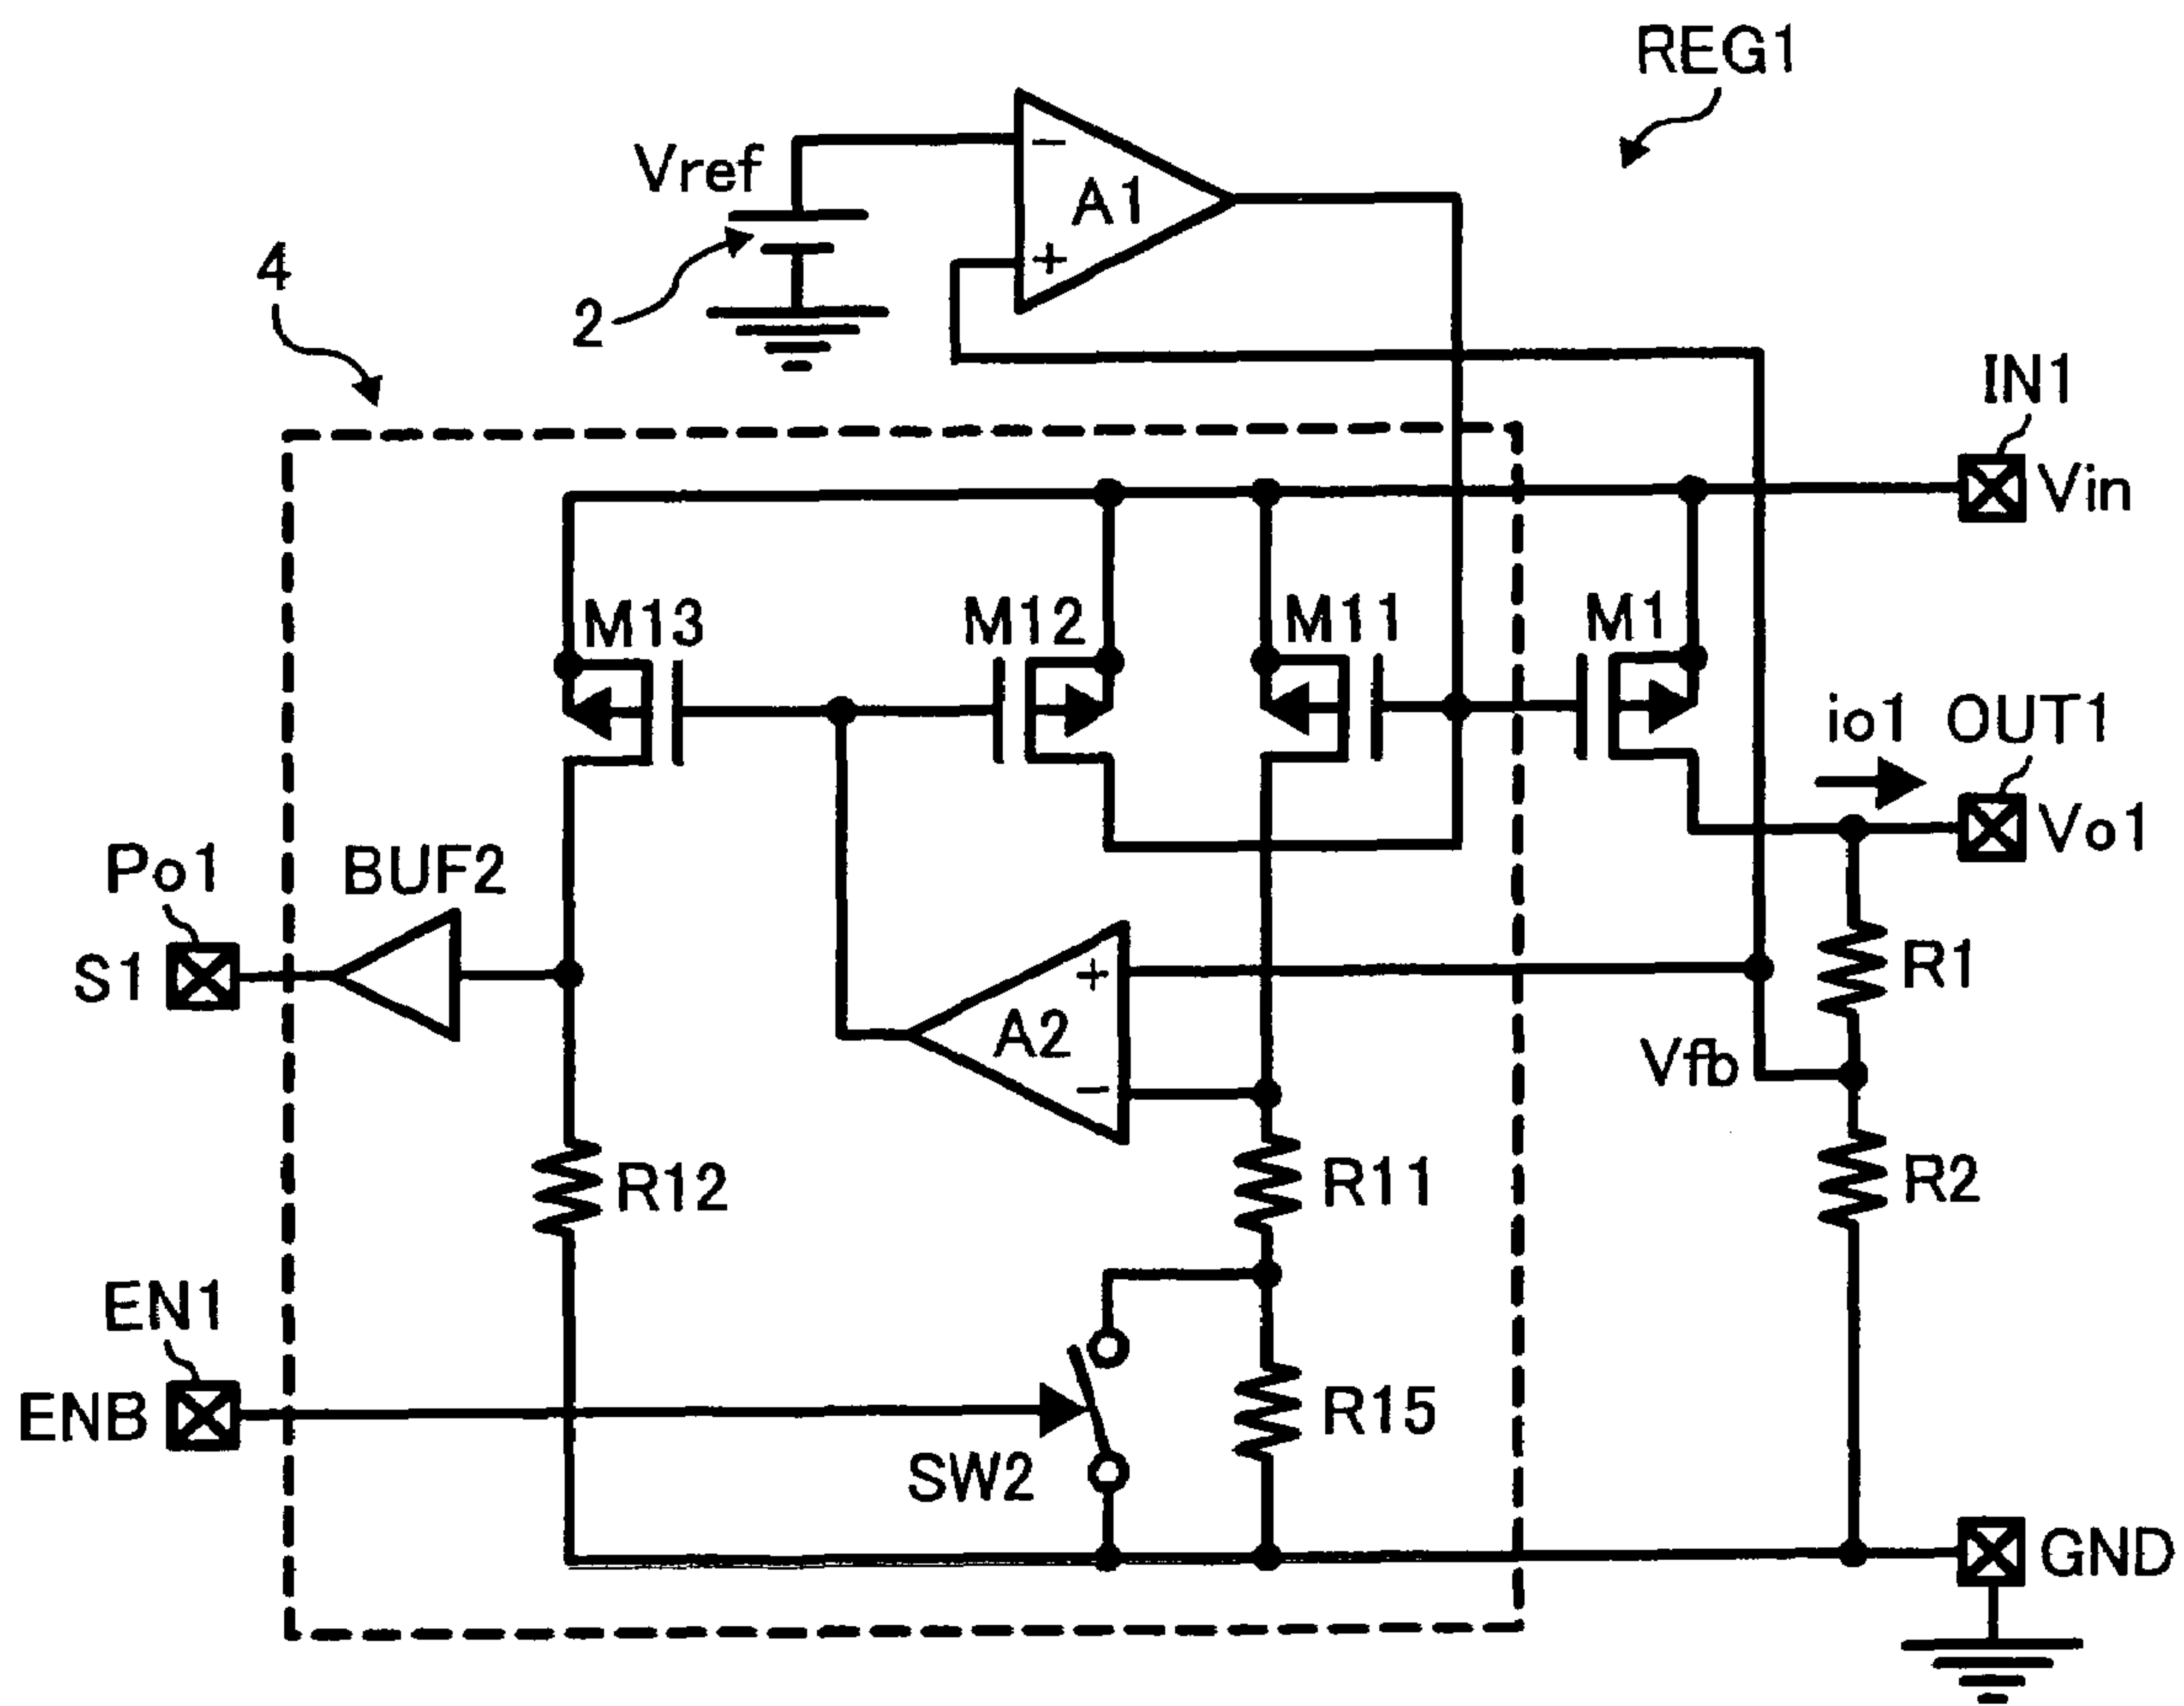 REG1
Vref
A1
−
+
4
2
IN1
Vin
M13
M12
M11
M1
io1
OUT1
Vo1
Po1
BUF2
S1
+
A2
−
R1
Vfb
R12
R11
R2
EN1
ENB
SW2
R15
GND